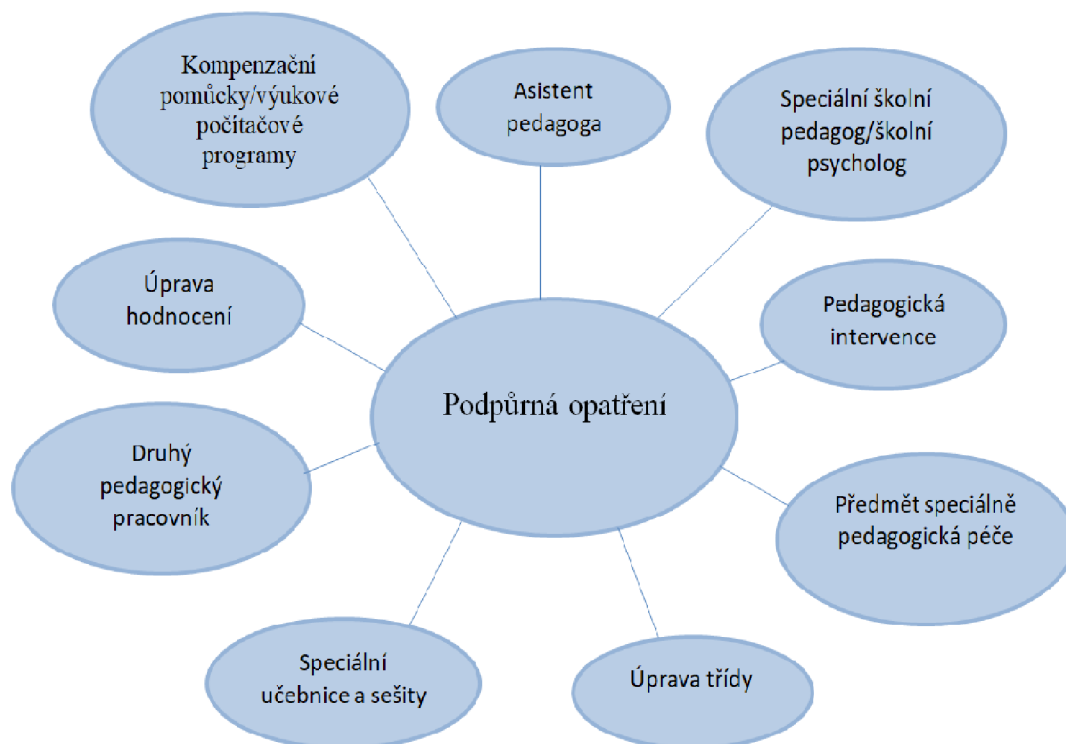 Kompenzační
pomůcky/výukové
počítačové
programy
Asistent
pedagoga
Speciální školní
pedagog/školní
psycholog
Úprava
hodnocení
Pedagogická
intervence
Podpůrná opatření
Druhý
pedagogický
pracovník
Předmět speciálně
pedagogická péče
Speciální
učebnice a sešity
Úprava třídy